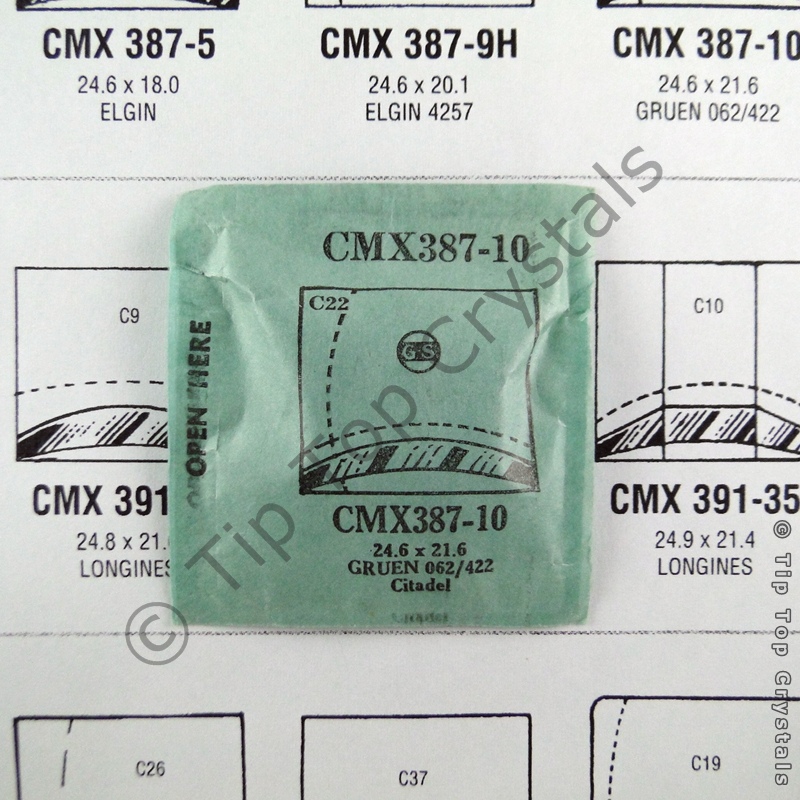 CMX 387-5
24.6 x 18.0
ELGIN
CMX 387-9H
24.6 x 20.1
ELGIN 4257
CMX 387-10
24.6 x 21.6
GRUEN 062/422
C9
CMX 391
24.8 x 21.
LONGINES
OPEN HERE
CMX387-10
C22
GS
CMX387-10
24.6 x 21.6
GRUEN 062/422
Citadel
Citadel
C10
CMX 391-35
24.9 x 21.4
LONGINES
C26
C37
C19
© Tip Top Crystals
© Tip Top Crystals